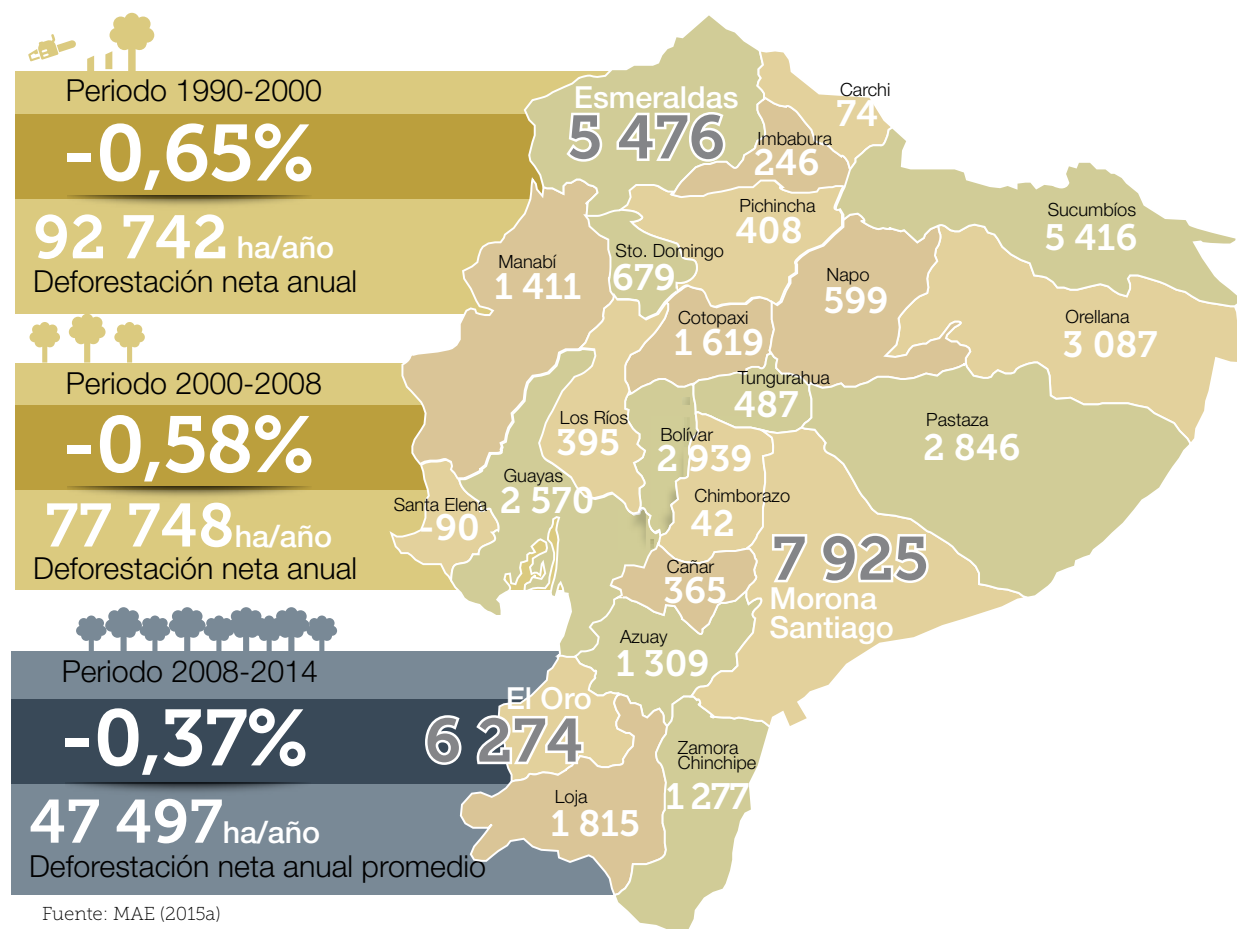 Periodo 1990-2000
-0,65%
92 742 ha/año
Deforestación neta anual
Periodo 2000-2008
-0,58%
77 748 ha/año
Deforestación neta anual
Periodo 2008-2014
-0,37%
47 497 ha/año
Deforestación neta anual promedio
Fuente: MAE (2015a)
Esmeraldas
5 476
Carchi
74
Imbabura
246
Pichincha
408
Sucumbíos
5 416
Sto. Domingo
679
Manabí
1 411
Napo
599
Orellana
3 087
Cotopaxi
1 619
Tungurahua
487
Pastaza
2 846
Los Ríos
395
Bolívar
2 939
Guayas
2 570
Santa Elena
-90
Chimborazo
42
7 925
Morona
Santiago
Cañar
365
Azuay
1 309
El Oro
6 274
Zamora
Chinchipe
1 277
Loja
1 815